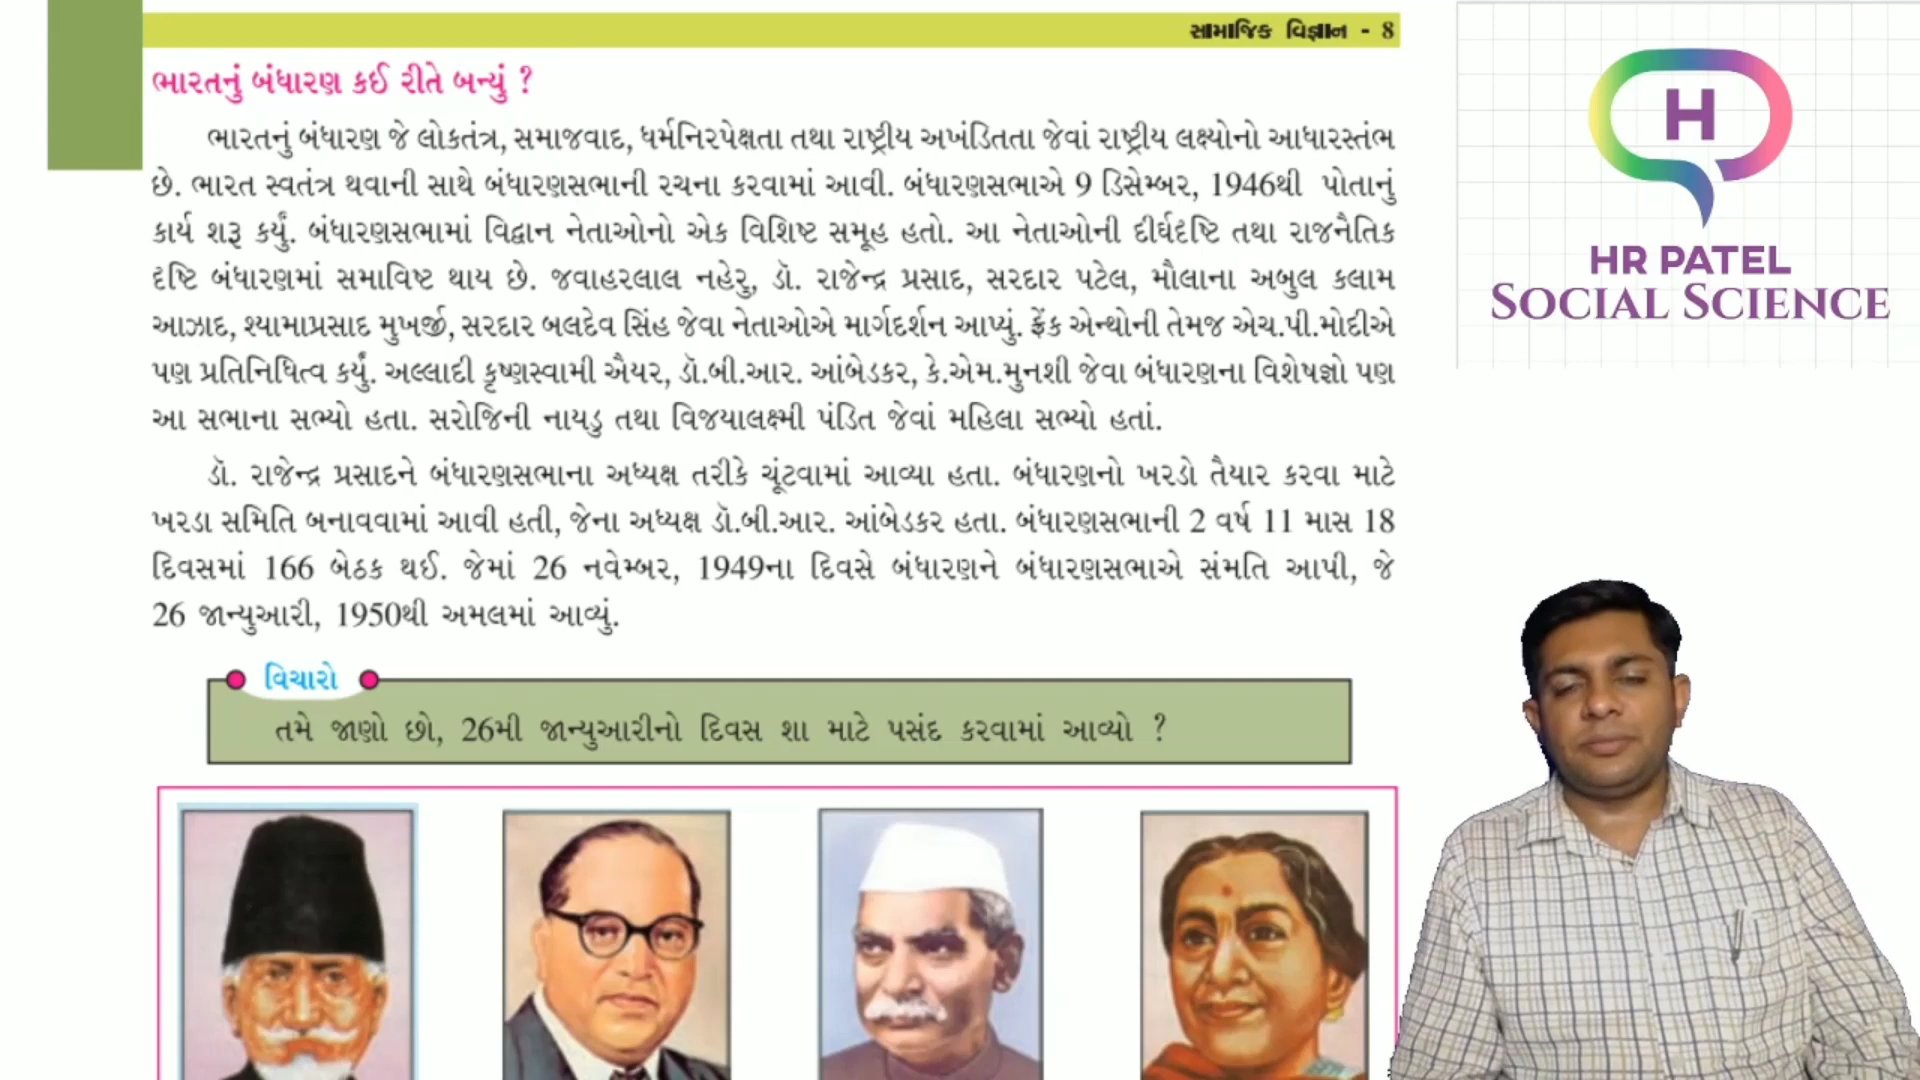 સામાજિક વિજ્ઞાન - 8
ભારતનું બંધારણ કઈ રીતે બન્યું ?
ભારતનું બંધારણ જે લોકતંત્ર, સમાજવાદ, ધર્મનિરપેક્ષતા તથા રાષ્ટ્રીય અખંડિતતા જેવાં રાષ્ટ્રીય લક્ષ્યોનો આધારસ્તંભ
છે. ભારત સ્વતંત્ર થવાની સાથે બંધારણસભાની રચના કરવામાં આવી. બંધારણસભાએ 9 ડિસેમ્બર, 1946થી પોતાનું
કાર્ય શરૂ કર્યું. બંધારણસભામાં વિદ્વાન નેતાઓનો એક વિશિષ્ટ સમૂહ હતો. આ નેતાઓની દીર્ઘદૃષ્ટિ તથા રાજનૈતિક
દૃષ્ટિ બંધારણમાં સમાવિષ્ટ થાય છે. જવાહરલાલ નહેરુ, ડૉ. રાજેન્દ્ર પ્રસાદ, સરદાર પટેલ, મૌલાના અબુલ કલામ
આઝાદ, શ્યામાપ્રસાદ મુખર્જી, સરદાર બલદેવ સિંહ જેવા નેતાઓએ માર્ગદર્શન આપ્યું. ફ્રેંક એન્થોની તેમજ એચ.પી.મોદીએ
પણ પ્રતિનિધિત્વ કર્યું. અલ્લાદી કૃષ્ણસ્વામી ઐયર, ડૉ.બી.આર. આંબેડકર, કે.એમ.મુનશી જેવા બંધારણના વિશેષજ્ઞો પણ
આ સભાના સભ્યો હતા. સરોજિની નાયડુ તથા વિજયાલક્ષ્મી પંડિત જેવાં મહિલા સભ્યો હતાં.
ડૉ. રાજેન્દ્ર પ્રસાદને બંધારણસભાના અધ્યક્ષ તરીકે ચૂંટવામાં આવ્યા હતા. બંધારણનો ખરડો તૈયાર કરવા માટે
ખરડા સમિતિ બનાવવામાં આવી હતી, જેના અધ્યક્ષ ડૉ.બી.આર. આંબેડકર હતા. બંધારણસભાની 2 વર્ષ 11 માસ 18
દિવસમાં 166 બેઠક થઈ. જેમાં 26 નવેમ્બર, 1949ના દિવસે બંધારણને બંધારણસભાએ સંમતિ આપી, જે
26 જાન્યુઆરી, 1950થી અમલમાં આવ્યું.
વિચારો
તમે જાણો છો, 26મી જાન્યુઆરીનો દિવસ શા માટે પસંદ કરવામાં આવ્યો ?
H
HR PATEL
SOCIAL SCIENCE